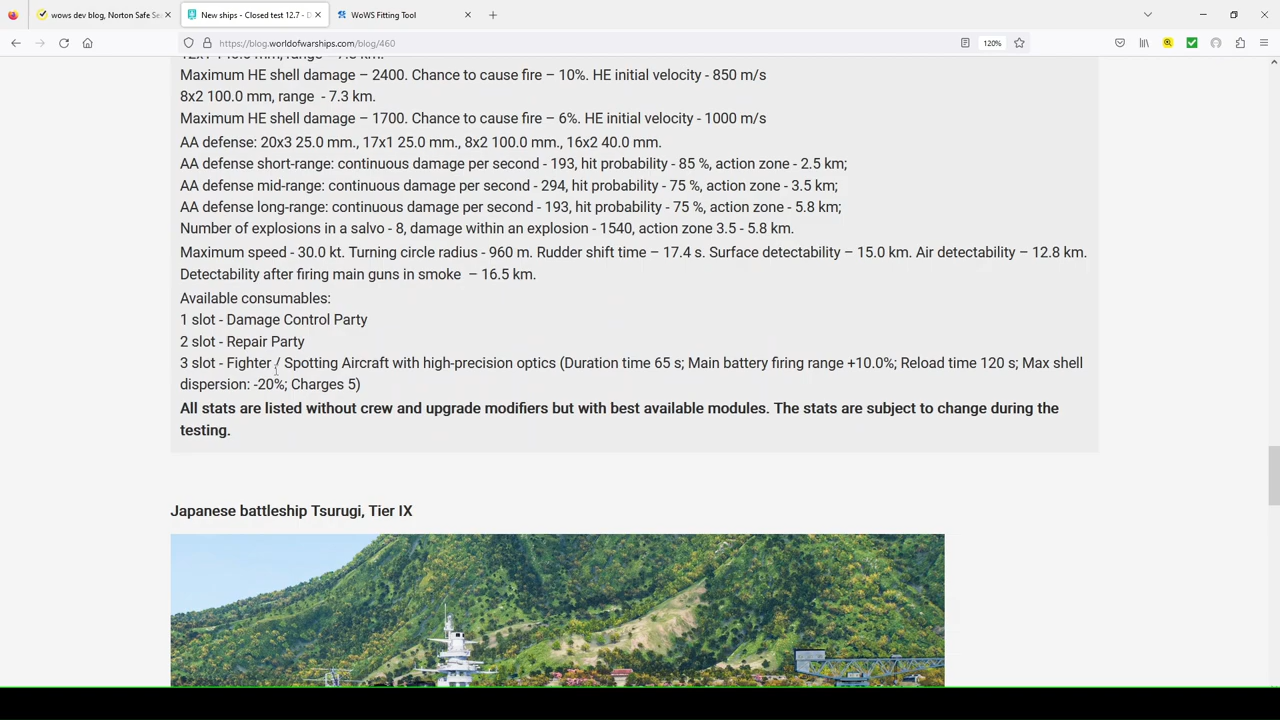 wows dev blog, Norton Safe Se
New ships - Closed test 12.7 - D
WoWS Fitting Tool
https://blog.worldofwarships.com/blog/460
120%
Maximum HE shell damage – 2400. Chance to cause fire – 10%. HE initial velocity - 850 m/s
8x2 100.0 mm, range - 7.3 km.
Maximum HE shell damage – 1700. Chance to cause fire – 6%. HE initial velocity - 1000 m/s
AA defense: 20x3 25.0 mm., 17x1 25.0 mm., 8x2 100.0 mm., 16x2 40.0 mm.
AA defense short-range: continuous damage per second - 193, hit probability - 85 %, action zone - 2.5 km;
AA defense mid-range: continuous damage per second - 294, hit probability - 75 %, action zone - 3.5 km;
AA defense long-range: continuous damage per second - 193, hit probability - 75 %, action zone - 5.8 km;
Number of explosions in a salvo - 8, damage within an explosion - 1540, action zone 3.5 - 5.8 km.
Maximum speed - 30.0 kt. Turning circle radius - 960 m. Rudder shift time – 17.4 s. Surface detectability – 15.0 km. Air detectability – 12.8 km.
Detectability after firing main guns in smoke – 16.5 km.
Available consumables:
1 slot - Damage Control Party
2 slot - Repair Party
3 slot - Fighter / Spotting Aircraft with high-precision optics (Duration time 65 s; Main battery firing range +10.0%; Reload time 120 s; Max shell
dispersion: -20%; Charges 5)
All stats are listed without crew and upgrade modifiers but with best available modules. The stats are subject to change during the
testing.
Japanese battleship Tsurugi, Tier IX